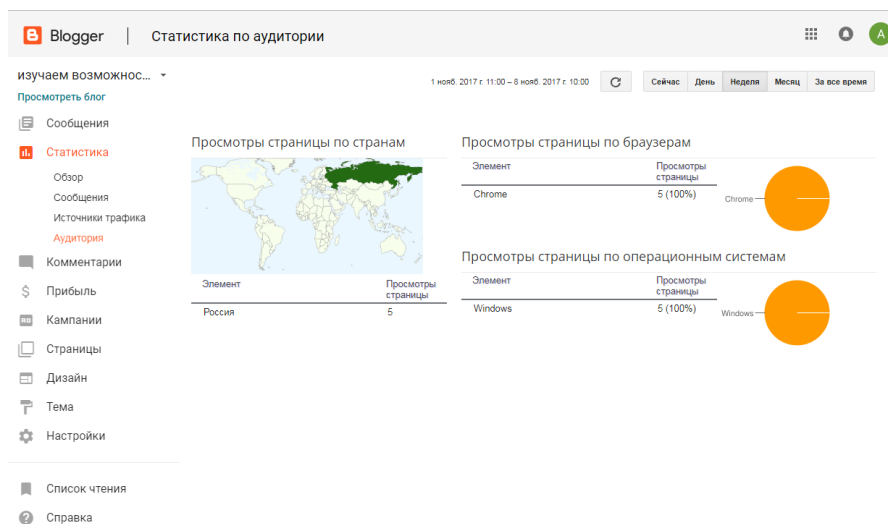 Blogger | Статистика по аудитории
A
изучаем возможнос...
Просмотреть блог
1 нояб. 2017 г. 11:00 – 8 нояб. 2017 г. 10:00
Сейчас День Неделя Месяц За все время
Сообщения
Статистика
Обзор
Сообщения
Источники трафика
Аудитория
Комментарии
Прибыль
Кампании
Страницы
Дизайн
Тема
Настройки
Список чтения
Справка
Просмотры страницы по странам
Элемент Просмотры
страницы
Россия 5
Просмотры страницы по браузерам
Элемент Просмотры
страницы
Chrome 5 (100%)
Chrome
Просмотры страницы по операционным системам
Элемент Просмотры
страницы
Windows 5 (100%)
Windows